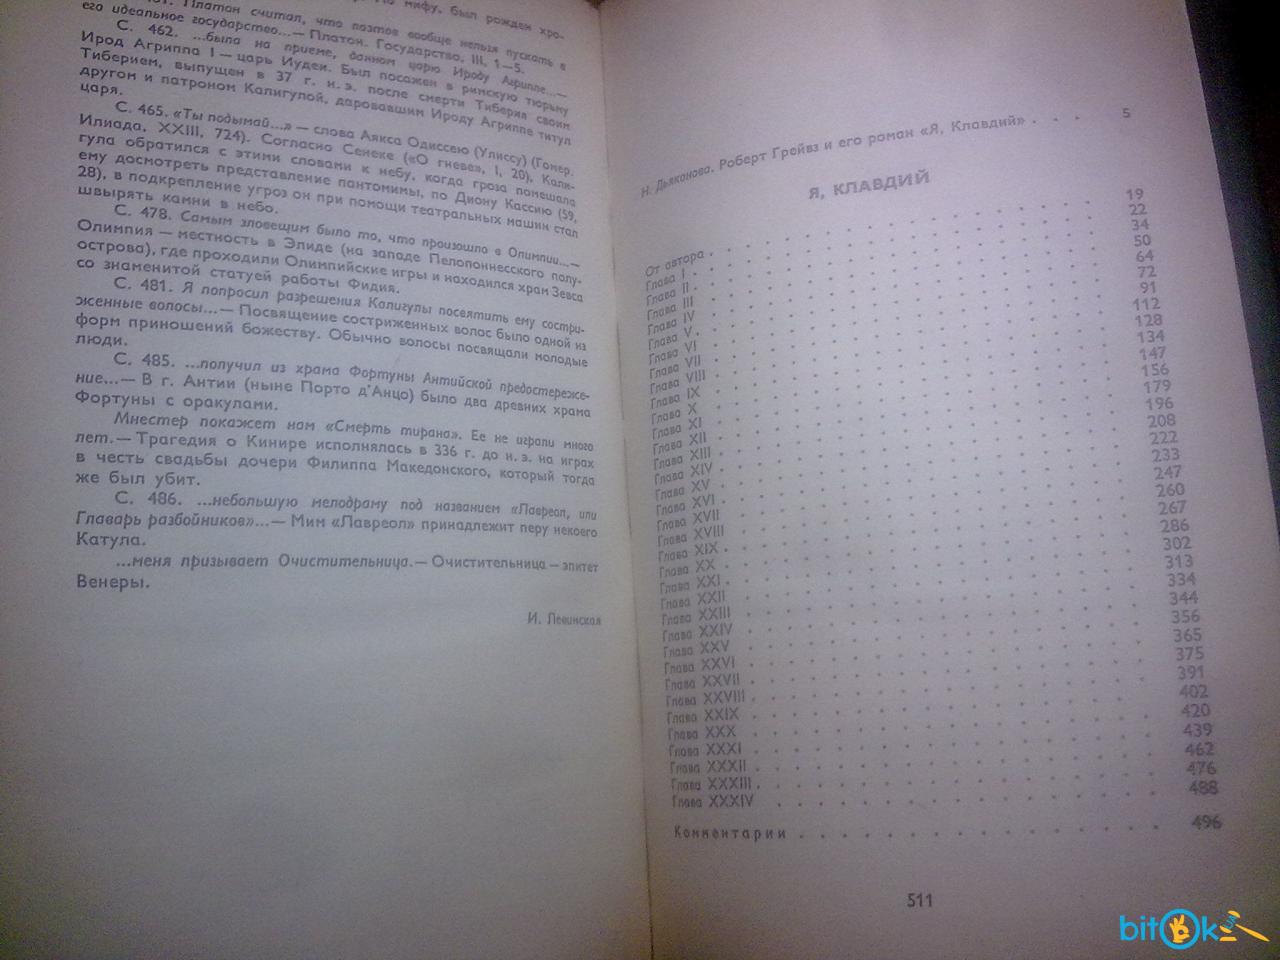 Платон считал, что поэтов вообще нельзя пускать в
его идеальное государство...— Платон. Государство, III, 1—5.
С. 462. ...была на приеме, данном царю Ироду Агриппе...—
Ирод Агриппа I — царь Иудеи. Был посажен в римскую тюрьму
Тиберием, выпущен в 37 г. н. э. после смерти Тиберия своим
другом и патроном Калигулой, даровавшим Ироду Агриппе титул
царя.
С. 465. «Ты подымай...» — слова Аякса Одиссею (Улиссу) (Гомер.
Илиада, XXIII, 724). Согласно Сенеке («О гневе», I, 20), Кали-
гула обратился с этими словами к небу, когда гроза помешала
ему досмотреть представление пантомимы, по Диону Кассию (59,
28), в подкрепление угроз он при помощи театральных машин стал
швырять камни в небо.
С. 478. Самым зловещим было то, что произошло в Олимпии...—
Олимпия — местность в Элиде (на западе Пелопоннесского полу-
острова), где проходили Олимпийские игры и находился храм Зевса
со знаменитой статуей работы Фидия.
С. 481. Я попросил разрешения Калигулы посвятить ему состри-
женные волосы...— Посвящение состриженных волос было одной из
форм приношений божеству. Обычно волосы посвящали молодые
люди.
С. 485. ...получил из храма Фортуны Антийской предостереже-
ние...— В г. Антии (ныне Порто д'Анцо) было два древних храма
Фортуны с оракулами.
Мнестер покажет нам «Смерть тирана». Ее не играли много
лет.— Трагедия о Кинире исполнялась в 336 г. до н. э. на играх
в честь свадьбы дочери Филиппа Македонского, который тогда
же был убит.
С. 486. ...небольшую мелодраму под названием «Лавреол, или
Главарь разбойников»...— Мим «Лавреол» принадлежит перу некоего
Катула.
...меня призывает Очистительница.— Очистительница — эпитет
Венеры.
И. Левинская
Н. Дьяконова. Роберт Грейвз и его роман «Я, Клавдий» . . . . 5
Я, КЛАВДИЙ
От автора . . . 19
Глава I . . . 22
Глава II . . . 34
Глава III . . . 50
Глава IV . . . 64
Глава V . . . 72
Глава VI . . . 91
Глава VII . . . 112
Глава VIII . . . 128
Глава IX . . . 134
Глава X . . . 147
Глава XI . . . 156
Глава XII . . . 179
Глава XIII . . . 196
Глава XIV . . . 208
Глава XV . . . 222
Глава XVI . . . 233
Глава XVII . . . 247
Глава XVIII . . . 260
Глава XIX . . . 267
Глава XX . . . 286
Глава XXI . . . 302
Глава XXII . . . 313
Глава XXIII . . . 334
Глава XXIV . . . 344
Глава XXV . . . 356
Глава XXVI . . . 365
Глава XXVII . . . 375
Глава XXVIII . . . 391
Глава XXIX . . . 402
Глава XXX . . . 420
Глава XXXI . . . 439
Глава XXXII . . . 462
Глава XXXIII . . . 476
Глава XXXIV . . . 488
Комментарии . . . 496
511
bitOk